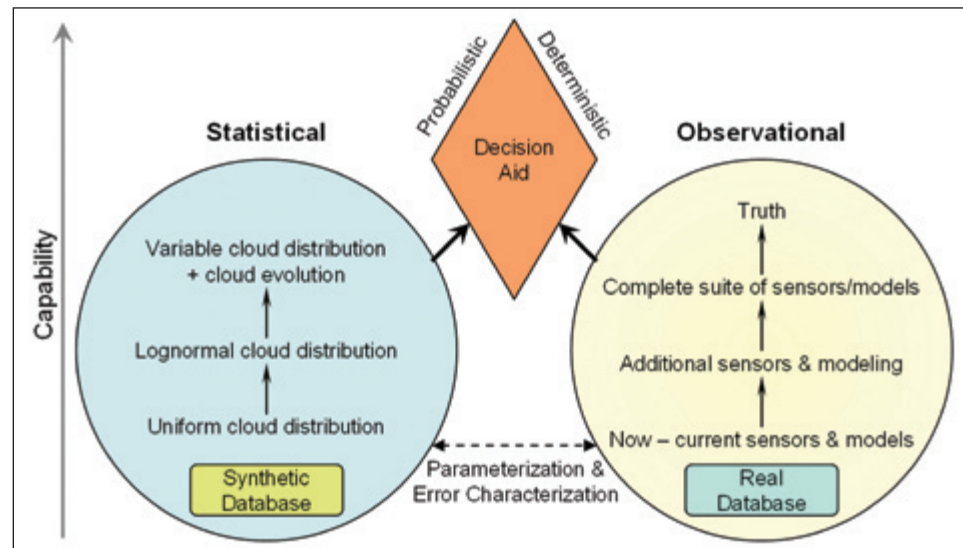 Capability
Statistical
Variable cloud distribution
+ cloud evolution
Lognormal cloud distribution
Uniform cloud distribution
Synthetic
Database
Probabilistic
Deterministic
Decision
Aid
Parameterization &
Error Characterization
Observational
Truth
Complete suite of sensors/models
Additional sensors & modeling
Now – current sensors & models
Real
Database